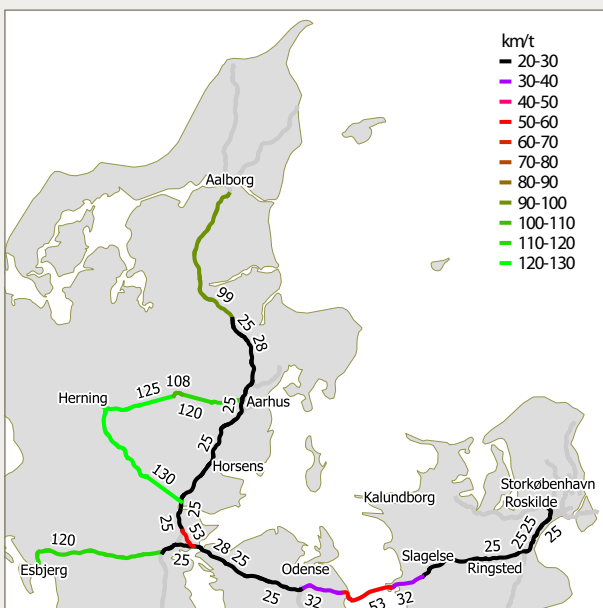 km/t
20-30
30-40
40-50
50-60
60-70
70-80
80-90
90-100
100-110
110-120
120-130
Aalborg
99
25
28
125
108
Herning
120
25
Aarhus
25
Horsens
130
25
25
53
120
Esbjerg
25
28
25
Odense
25
32
53
32
Kalundborg
Storkøbenhavn
Roskilde
25
25
25
25
Slagelse
Ringsted